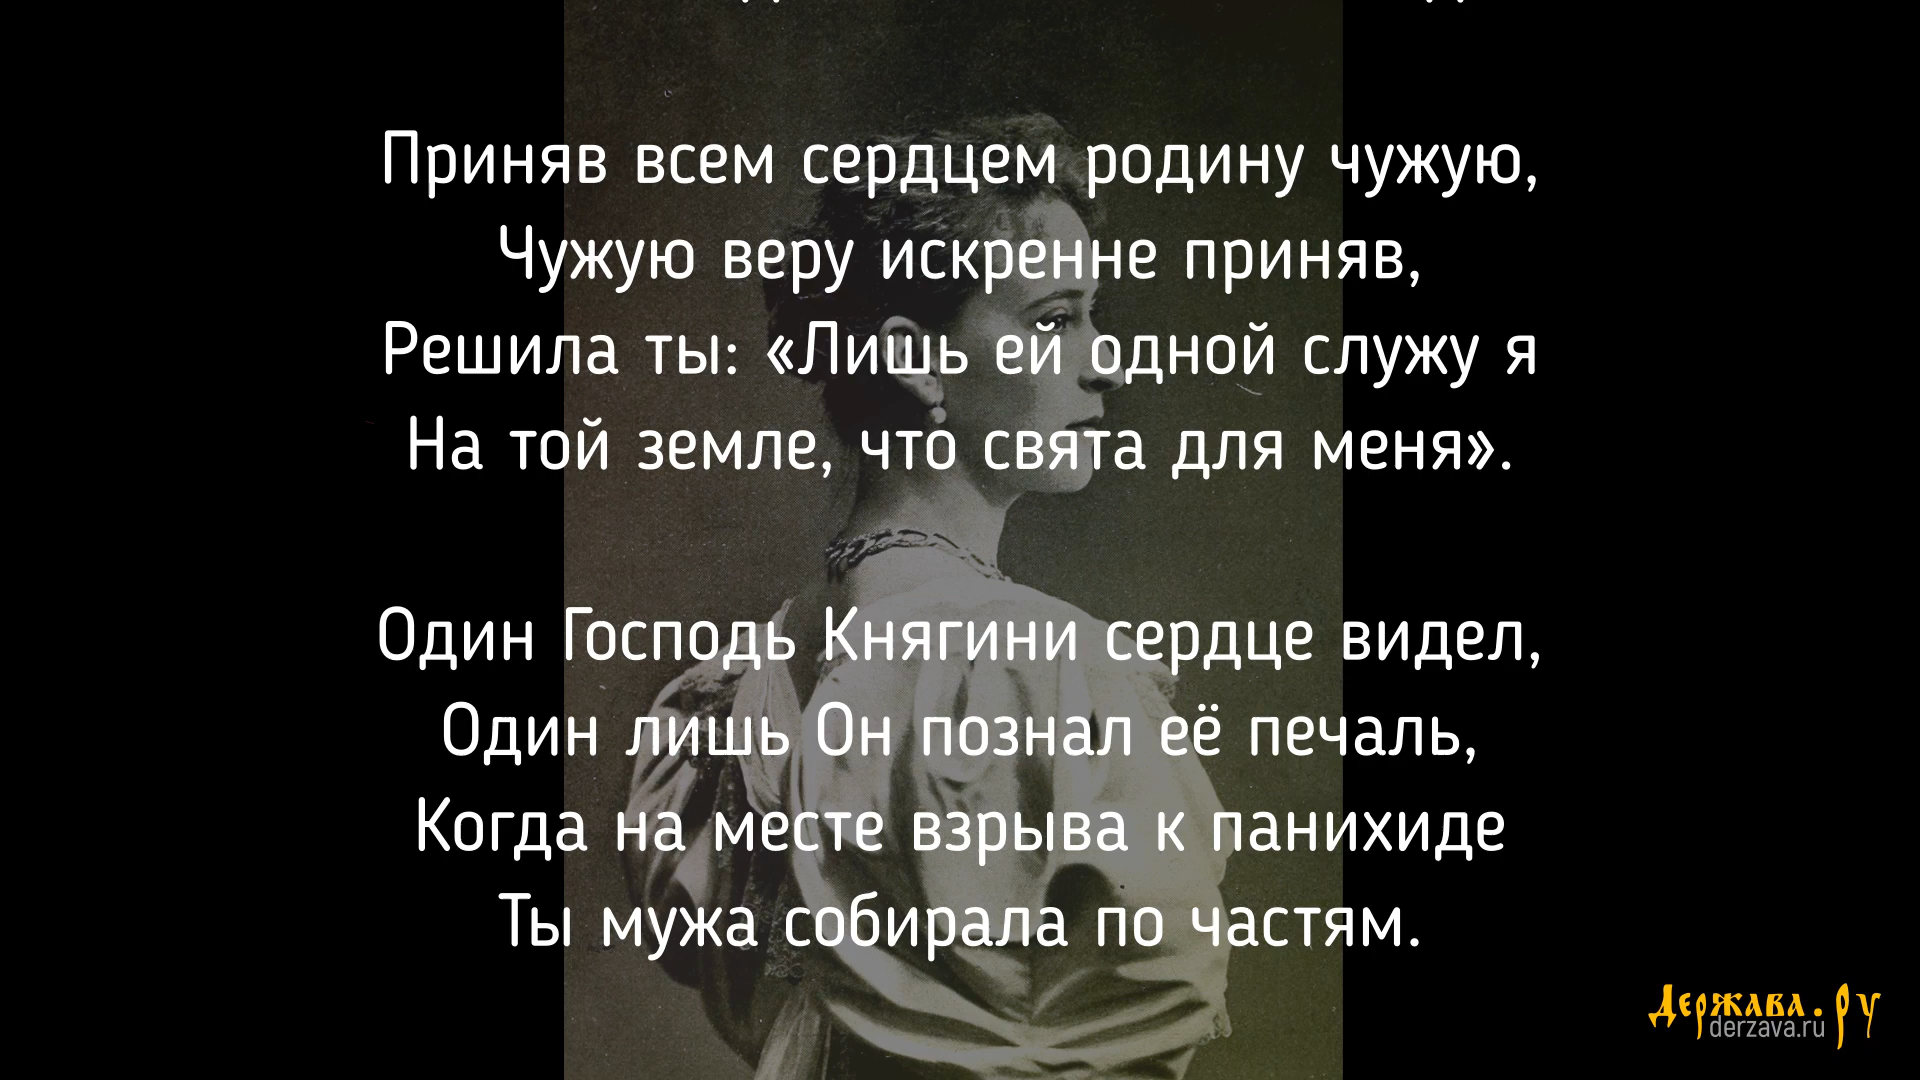 Приняв всем сердцем родину чужую,
Чужую веру искренне приняв,
Решила ты: «Лишь ей одной служу я
На той земле, что свята для меня».
Один Господь Княгини сердце видел,
Один лишь Он познал её печаль,
Когда на месте взрыва к панихиде
Ты мужа собирала по частям.
Держава.ру
derzava.ru